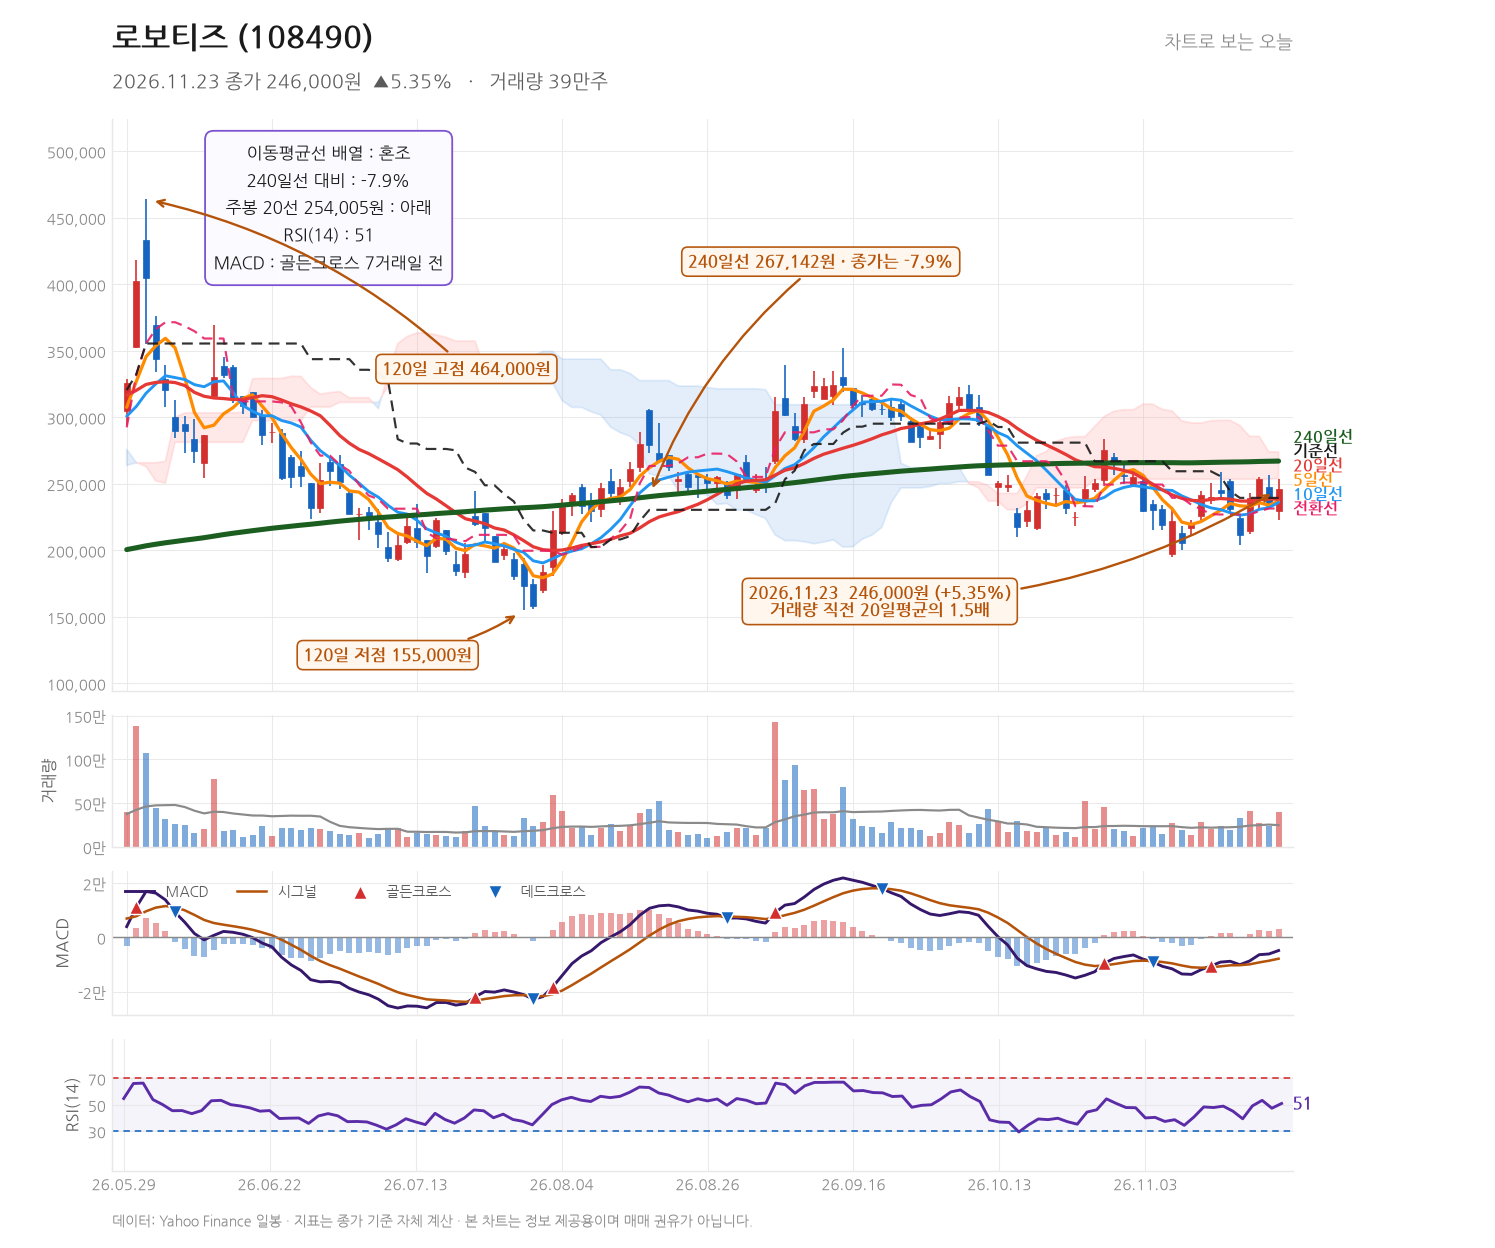 로보티즈 (108490)
차트로 보는 오늘
2026.11.23 종가 246,000원 ▲5.35% · 거래량 39만주
이동평균선 배열 : 혼조
240일선 대비 : -7.9%
주봉 20선 254,005원 : 아래
RSI(14) : 51
MACD : 골든크로스 7거래일 전
240일선 267,142원 · 종가는 -7.9%
120일 고점 464,000원
2026.11.23 246,000원 (+5.35%)
거래량 직전 20일평균의 1.5배
120일 저점 155,000원
500,000
450,000
400,000
350,000
300,000
250,000
200,000
150,000
100,000
240일선
기준선
20일선
5일선
10일선
전환선
거래량
150만
100만
50만
0만
MACD
2만
0
-2만
MACD
시그널
골든크로스
데드크로스
RSI(14)
70
50
30
51
26.05.29
26.06.22
26.07.13
26.08.04
26.08.26
26.09.16
26.10.13
26.11.03
데이터: Yahoo Finance 일봉 · 지표는 종가 기준 자체 계산 · 본 차트는 정보 제공용이며 매매 권유가 아닙니다.